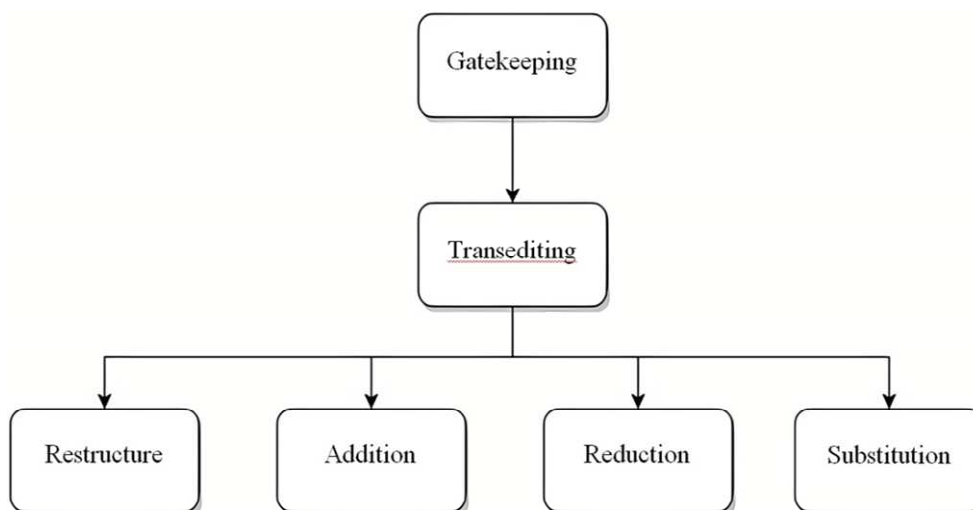 Gatekeeping
Transediting
Restructure
Addition
Reduction
Substitution